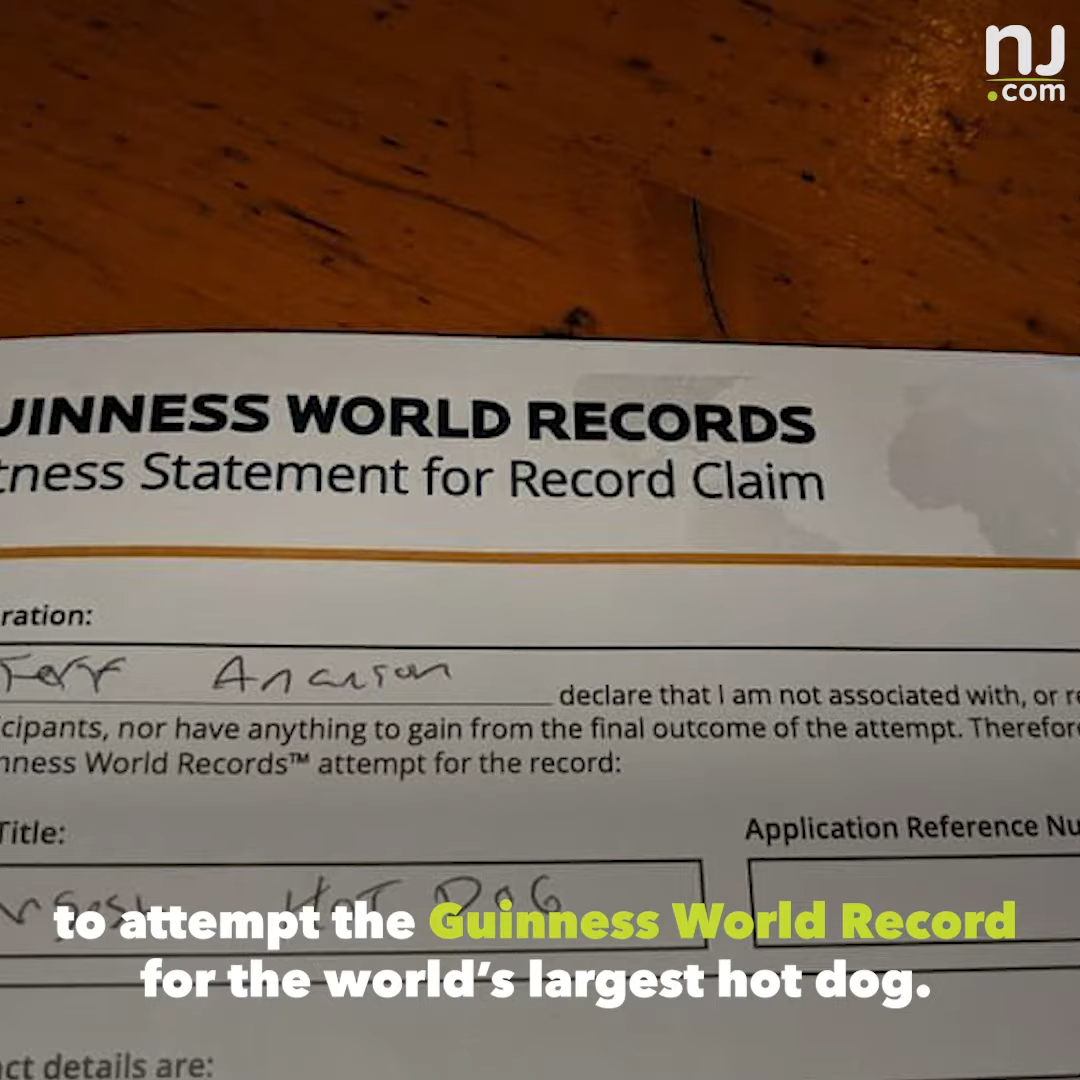 nj
.com
UINNESS WORLD RECORDS
tness Statement for Record Claim
ration:
declare that I am not associated with, or re
cipants, nor have anything to gain from the final outcome of the attempt. Therefore
nness World Records™ attempt for the record:
Title:
Application Reference Nu
HOT DOG
to attempt the Guinness World Record
for the world's largest hot dog.
ct details are: